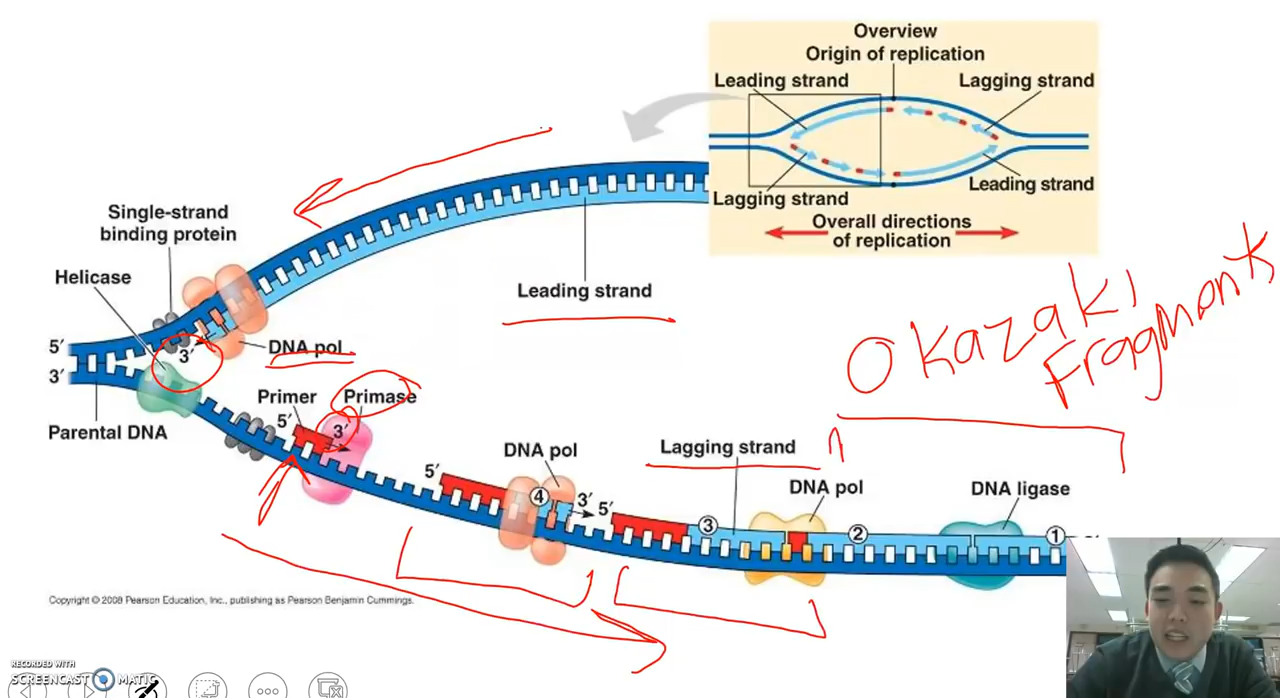 Overview
Origin of replication
Leading strand
Lagging strand
Lagging strand
Leading strand
Overall directions
of replication
Single-strand
binding protein
Helicase
Leading strand
5′
3′
3′
DNA pol
Parental DNA
Primer
Primase
5′
3′
Okazaki
Fragments
5′
DNA pol
4
3′
5′
Lagging strand
3
DNA pol
2
DNA ligase
1
Copyright © 2008 Pearson Education, Inc., publishing as Pearson Benjamin Cummings.
RECORDED WITH
SCREENCAST MATIC